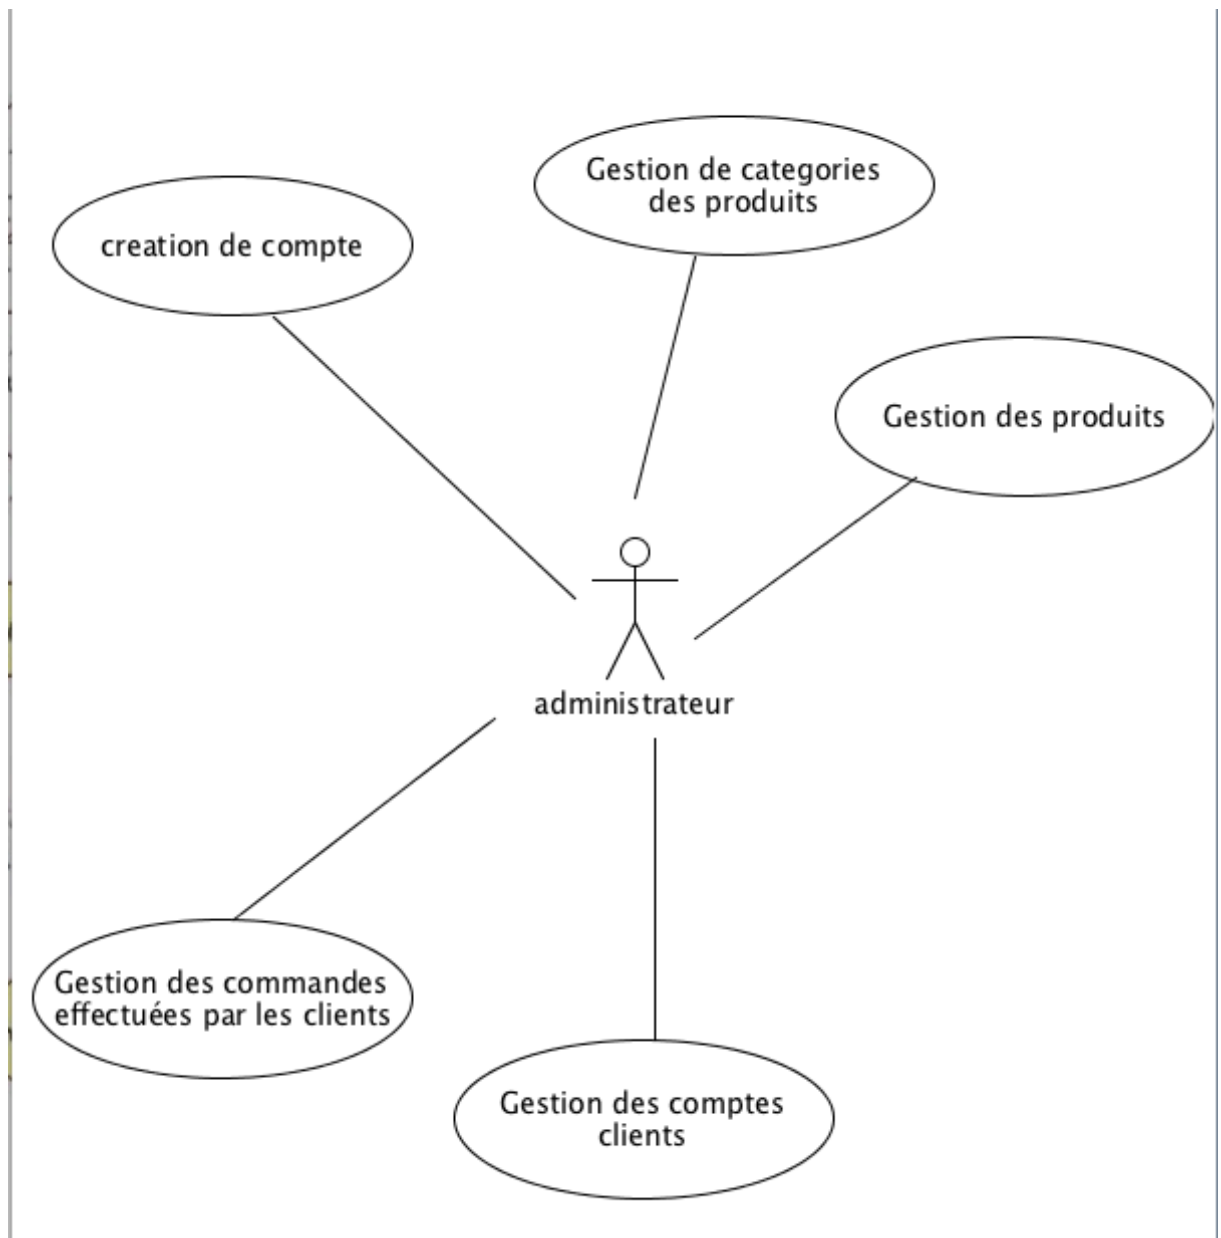 Gestion de categories
des produits
creation de compte
Gestion des produits
administrateur
Gestion des commandes
effectuées par les clients
Gestion des comptes
clients